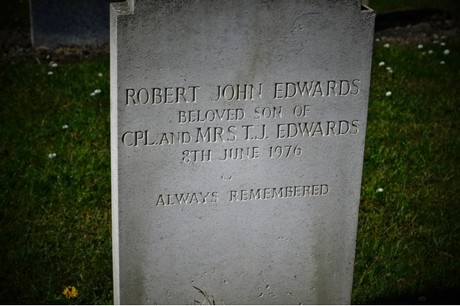 ROBERT JOHN EDWARDS
BELOVED SON OF
CPL. AND MRS T.J. EDWARDS
8TH JUNE 1976
ALWAYS REMEMBERED